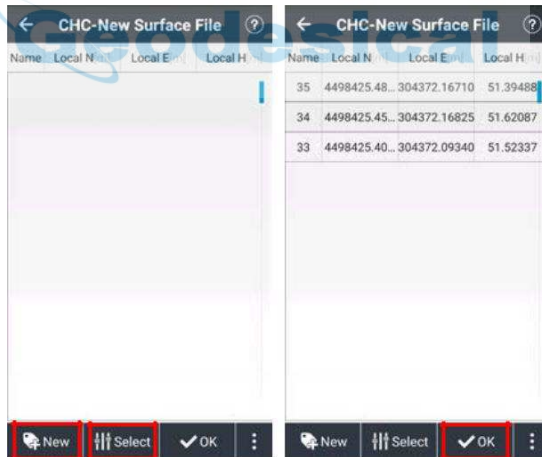 CHC-New Surface File
Name Local N Local E Local H
New Select OK
CHC-New Surface File
Name Local N Local E Local H
35 4498425.48... 304372.16710 51.39488
34 4498425.45... 304372.16825 51.62087
33 4498425.40... 304372.09340 51.52337
New Select OK
Geodesical